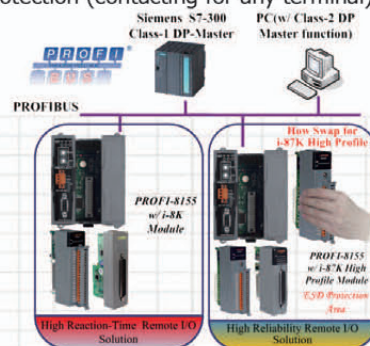 otection (contacting for any terminal)
Siemens S7-300
Class-1 DP-Master
PC(w/ Class-2 DP
Master function)
PROFI
BUS
PROFIBUS
How Swap for
i-87K High Profile
PROFI-8155
w/ i-8K
Module
PROFI-8155
w/ i-87K High
Profile Module
ESD Protection
Area
High Reaction-Time Remote I/O
Solution
High Reliability Remote I/O
Solution